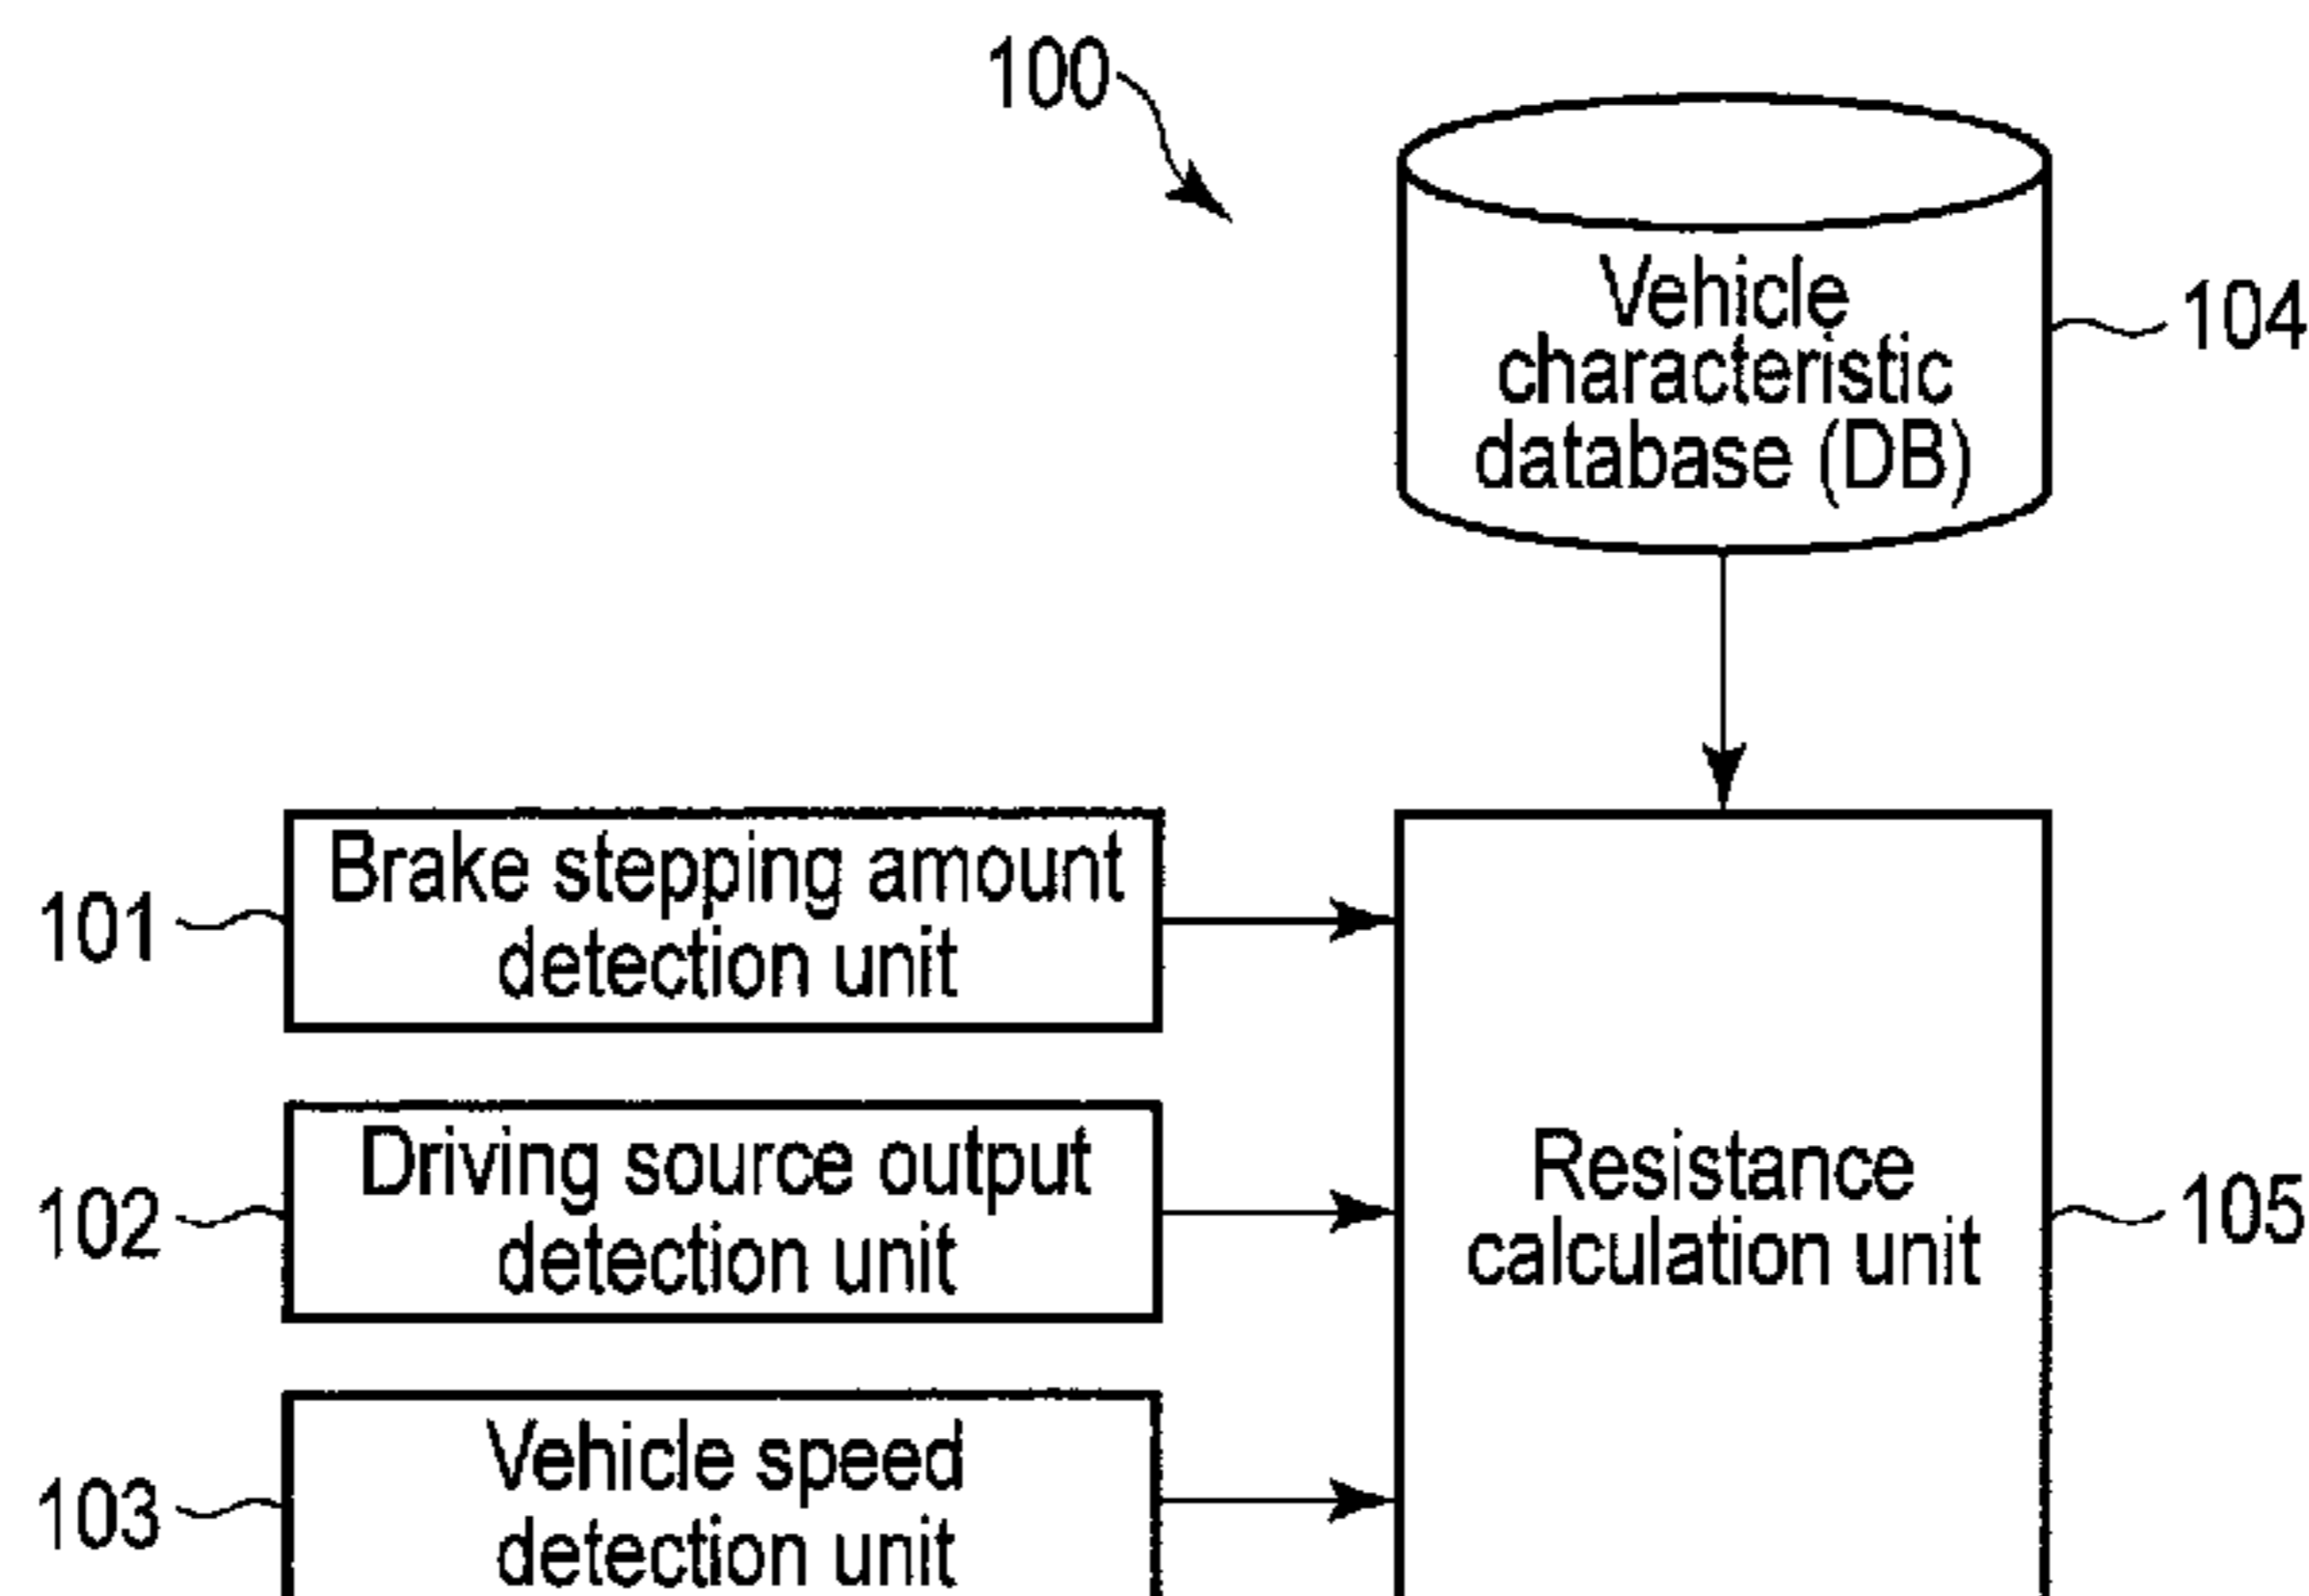 100
Vehicle
characteristic
database (DB)
104
Brake stepping amount
detection unit
101
Driving source output
detection unit
102
Resistance
calculation unit
105
Vehicle speed
detection unit
103